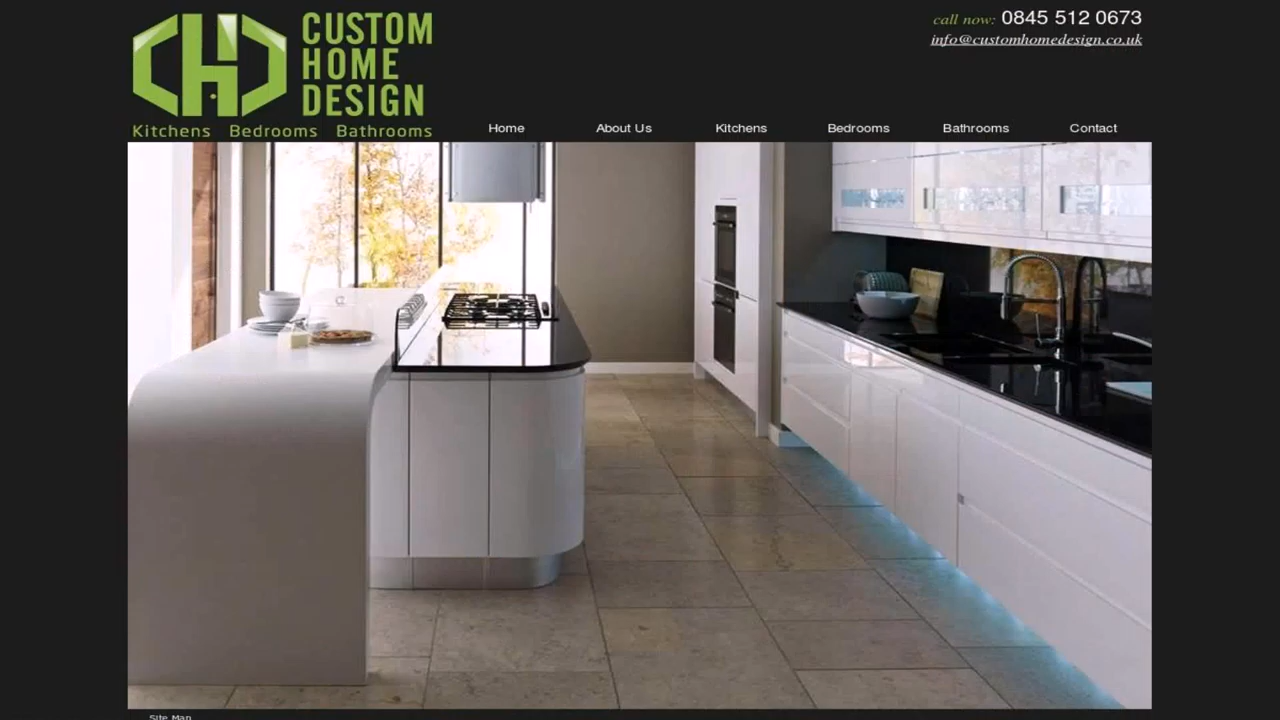 CUSTOM
HOME
DESIGN
Kitchens Bedrooms Bathrooms
call now: 0845 512 0673
info@customhomedesign.co.uk
Home About Us Kitchens Bedrooms Bathrooms Contact
Site Map